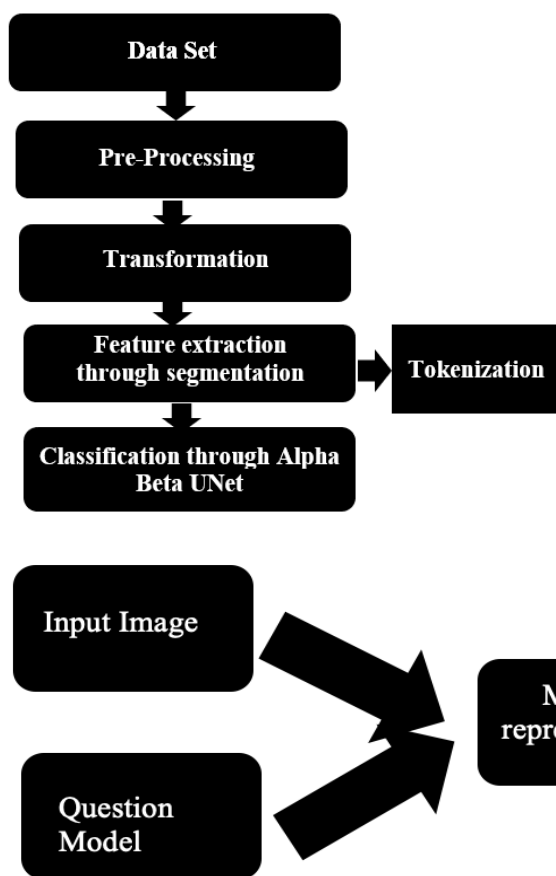 Data Set
Pre-Processing
Transformation
Feature extraction
through segmentation
Tokenization
Classification through Alpha
Beta UNet
Input Image
Question
Model